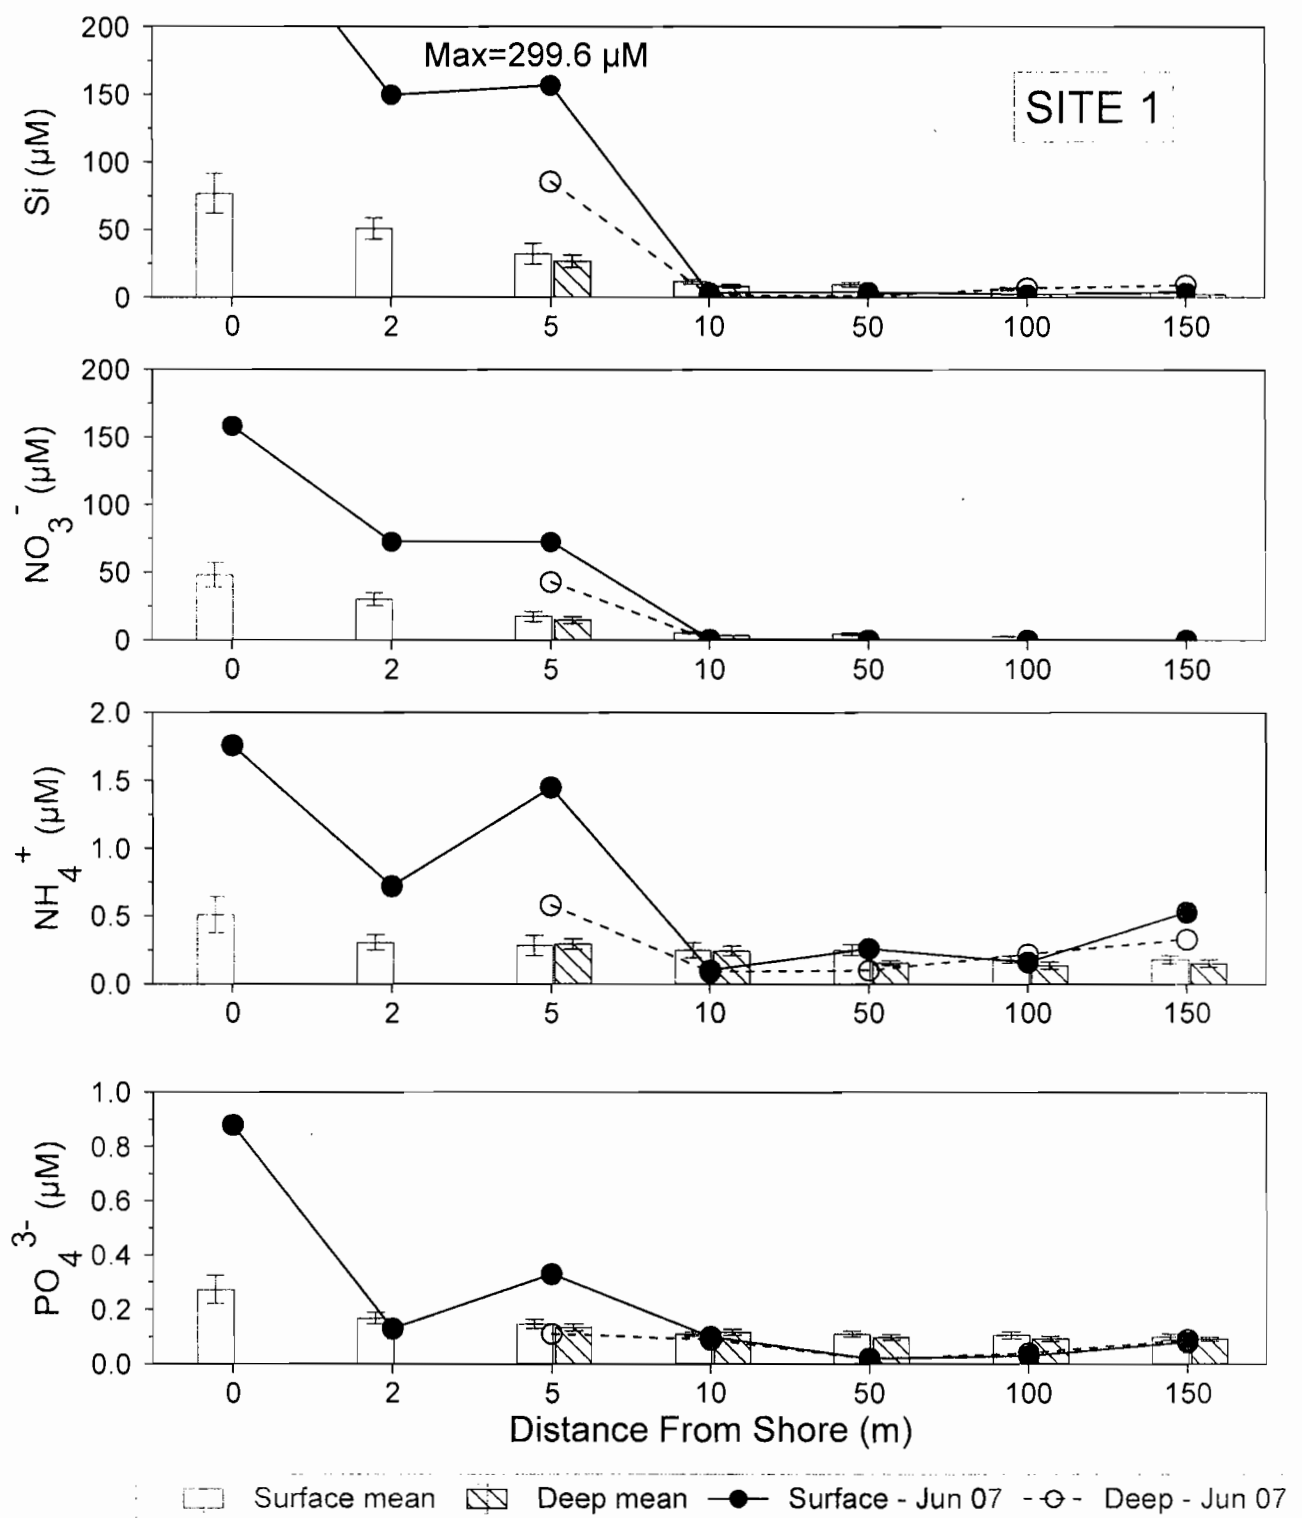 200
Max=299.6 µM
SITE 1
150
100
50
0
Si (µM)
0 2 5 10 50 100 150
200
150
100
50
0
NO3- (µM)
0 2 5 10 50 100 150
2.0
1.5
1.0
0.5
0.0
NH4+ (µM)
0 2 5 10 50 100 150
1.0
0.8
0.6
0.4
0.2
0.0
PO4 3- (µM)
0 2 5 10 50 100 150
Distance From Shore (m)
Surface mean Deep mean Surface - Jun 07 Deep - Jun 07